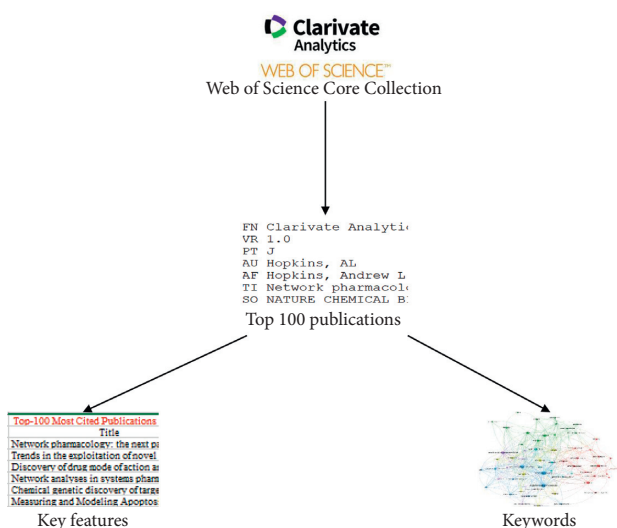 Clarivate
Analytics
WEB OF SCIENCE™
Web of Science Core Collection
FN Clarivate Analytic
VR 1.0
PT J
AU Hopkins, AL
AF Hopkins, Andrew L
TI Network pharmacol
SO NATURE CHEMICAL B
Top 100 publications
Top-100 Most Cited Publications
Title
Network pharmacology: the next pa
Trends in the exploitation of novel
Discovery of drug mode of action a
Network analyses in systems pharm
Chemical genetic discovery of targe
Measuring and Modeling Apoptos
Key features
Keywords